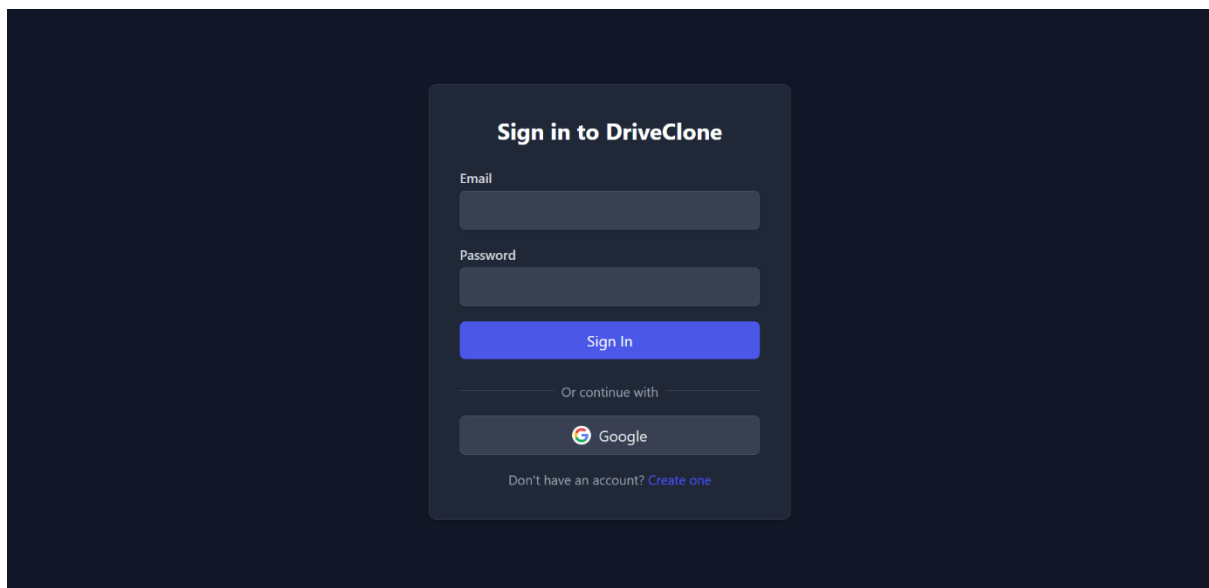 Sign in to DriveClone
Email
Password
Sign In
Or continue with
Google
Don't have an account? Create one